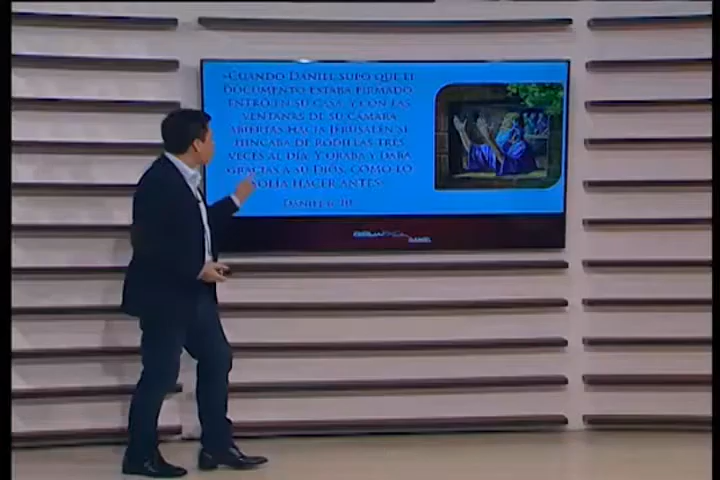 «CUANDO DANIEL SUPO QUE EL
DOCUMENTO ESTABA FIRMADO,
ENTRÓ EN SU CASA, Y CON LAS
VENTANAS DE SU CÁMARA
ABIERTAS HACIA JERUSALÉN SE
HINCABA DE RODILLAS TRES
VECES AL DÍA, Y ORABA Y DABA
GRACIAS A SU DIOS, COMO LO
SOLÍA HACER ANTES»
DANIEL 6: 10
DANIEL